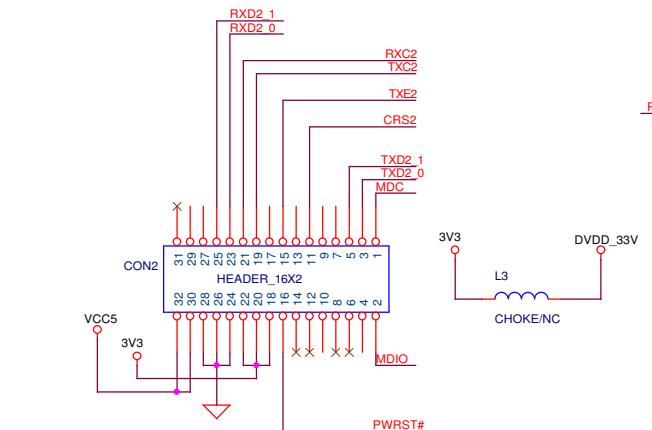 RXD2_1
RXD2_0
RXC2
TXC2
TXE2
CRS2
TXD2_1
TXD2_0
MDC
31 29 27 25 23 21 19 17 15 13 11 9 7 5 3 1
CON2
HEADER_16X2
32 30 28 26 24 22 20 18 16 14 12 10 8 6 4 2
3V3
DVDD_33V
L3
CHOKE/NC
VCC5
3V3
MDIO
PWRST#